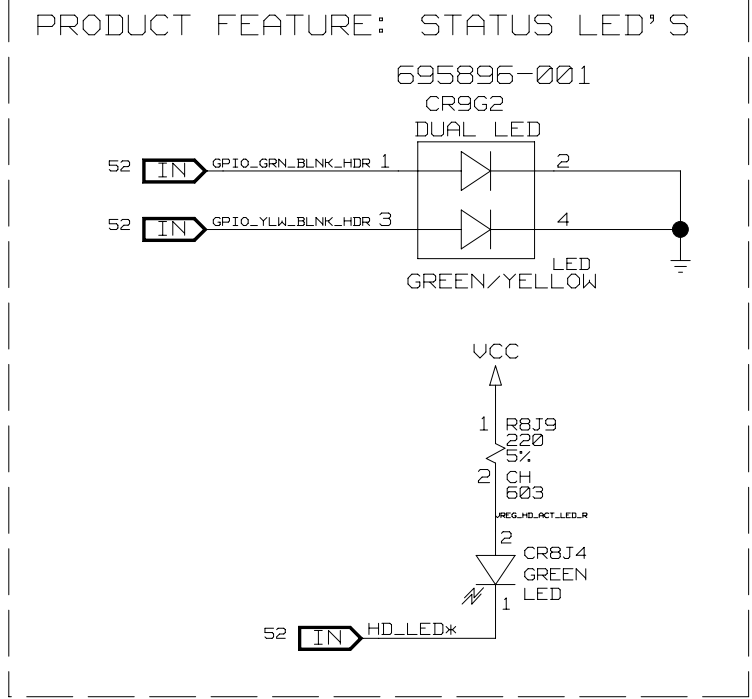 PRODUCT FEATURE: STATUS LED'S
695896-001
CR9G2
DUAL LED
52 IN GPIO_GRN_BLNK_HDR 1 2
52 IN GPIO_YLW_BLNK_HDR 3 4
LED
GREEN/YELLOW
VCC
1 R8J9
220
5%
2 CH
603
VREG_HD_ACT_LED_R
2
CR8J4
GREEN
LED
1
52 IN HD_LED*